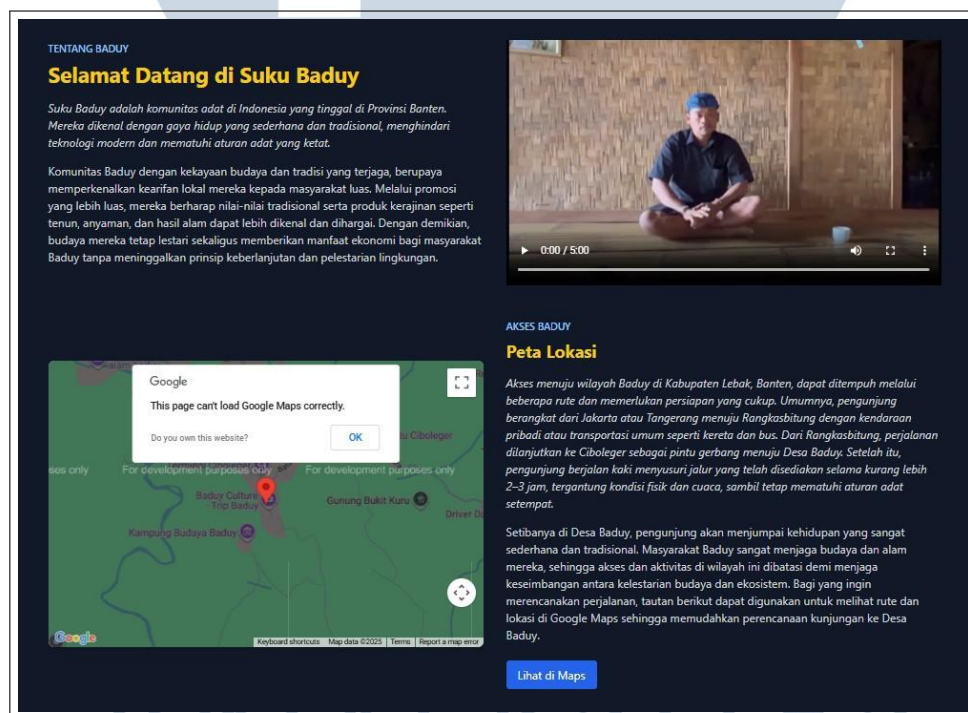 TENTANG BADUY
Selamat Datang di Suku Baduy
Suku Baduy adalah komunitas adat di Indonesia yang tinggal di Provinsi Banten.
Mereka dikenal dengan gaya hidup yang sederhana dan tradisional, menghindari
teknologi modern dan mematuhi aturan adat yang ketat.
Komunitas Baduy dengan kekayaan budaya dan tradisi yang terjaga, berupaya
memperkenalkan kearifan lokal mereka kepada masyarakat luas. Melalui promosi
yang lebih luas, mereka berharap nilai-nilai tradisional serta produk kerajinan seperti
tenun, anyaman, dan hasil alam dapat lebih dikenal dan dihargai. Dengan demikian,
budaya mereka tetap lestari sekaligus memberikan manfaat ekonomi bagi masyarakat
Baduy tanpa meninggalkan prinsip keberlanjutan dan pelestarian lingkungan.
0:00 / 5:00
Google
This page can't load Google Maps correctly.
Do you own this website?
OK
Ciboleger
oses only
For development purposes only
For development purposes only
Baduy Culture
Trip Baduy
Gunung Bukit Kuru
Driver
Kampung Budaya Baduy
Google
Keyboard shortcuts
Map data ©2025
Terms
Report a map error
AKSES BADUY
Peta Lokasi
Akses menuju wilayah Baduy di Kabupaten Lebak, Banten, dapat ditempuh melalui
beberapa rute dan memerlukan persiapan yang cukup. Umumnya, pengunjung
berangkat dari Jakarta atau Tangerang menuju Rangkasbitung dengan kendaraan
pribadi atau transportasi umum seperti kereta dan bus. Dari Rangkasbitung, perjalanan
dilanjutkan ke Ciboleger sebagai pintu gerbang menuju Desa Baduy. Setelah itu,
pengunjung berjalan kaki menyusuri jalur yang telah disediakan selama kurang lebih
2–3 jam, tergantung kondisi fisik dan cuaca, sambil tetap mematuhi aturan adat
setempat.
Setibanya di Desa Baduy, pengunjung akan menjumpai kehidupan yang sangat
sederhana dan tradisional. Masyarakat Baduy sangat menjaga budaya dan alam
mereka, sehingga akses dan aktivitas di wilayah ini dibatasi demi menjaga
keseimbangan antara kelestarian budaya dan ekosistem. Bagi yang ingin
merencanakan perjalanan, tautan berikut dapat digunakan untuk melihat rute dan
lokasi di Google Maps sehingga memudahkan perencanaan kunjungan ke Desa
Baduy.
Lihat di Maps